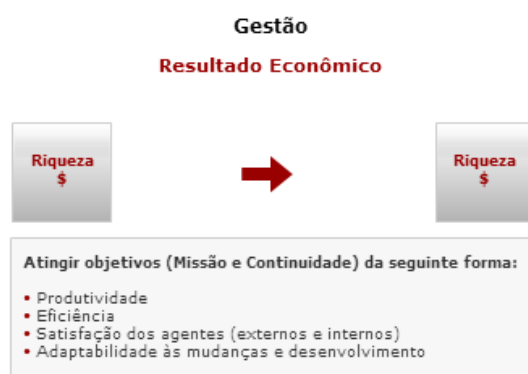 Gestão
Resultado Econômico
Riqueza
$
Riqueza
$
Atingir objetivos (Missão e Continuidade) da seguinte forma:
• Produtividade
• Eficiência
• Satisfação dos agentes (externos e internos)
• Adaptabilidade às mudanças e desenvolvimento